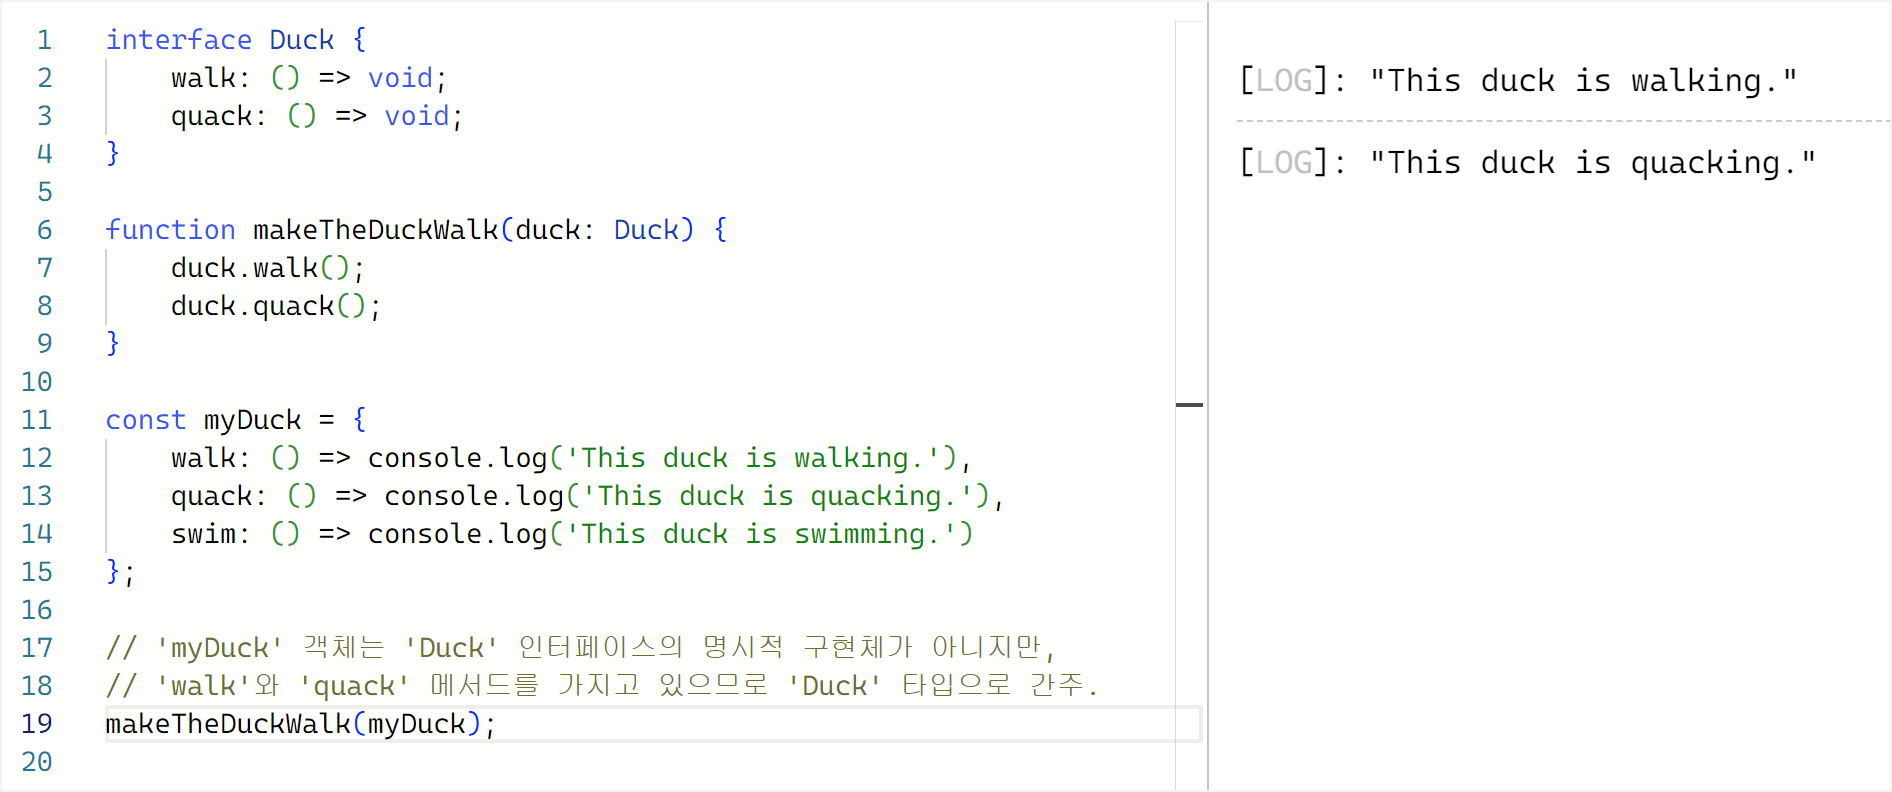 1 interface Duck {
2     walk: () => void;
3     quack: () => void;
4 }
5
6 function makeTheDuckWalk(duck: Duck) {
7     duck.walk();
8     duck.quack();
9 }
10
11 const myDuck = {
12     walk: () => console.log('This duck is walking.'),
13     quack: () => console.log('This duck is quacking.'),
14     swim: () => console.log('This duck is swimming.')
15 };
16
17 // 'myDuck' 객체는 'Duck' 인터페이스의 명시적 구현체가 아니지만,
18 // 'walk'와 'quack' 메서드를 가지고 있으므로 'Duck' 타입으로 간주.
19 makeTheDuckWalk(myDuck);
20
[LOG]: "This duck is walking."
[LOG]: "This duck is quacking."